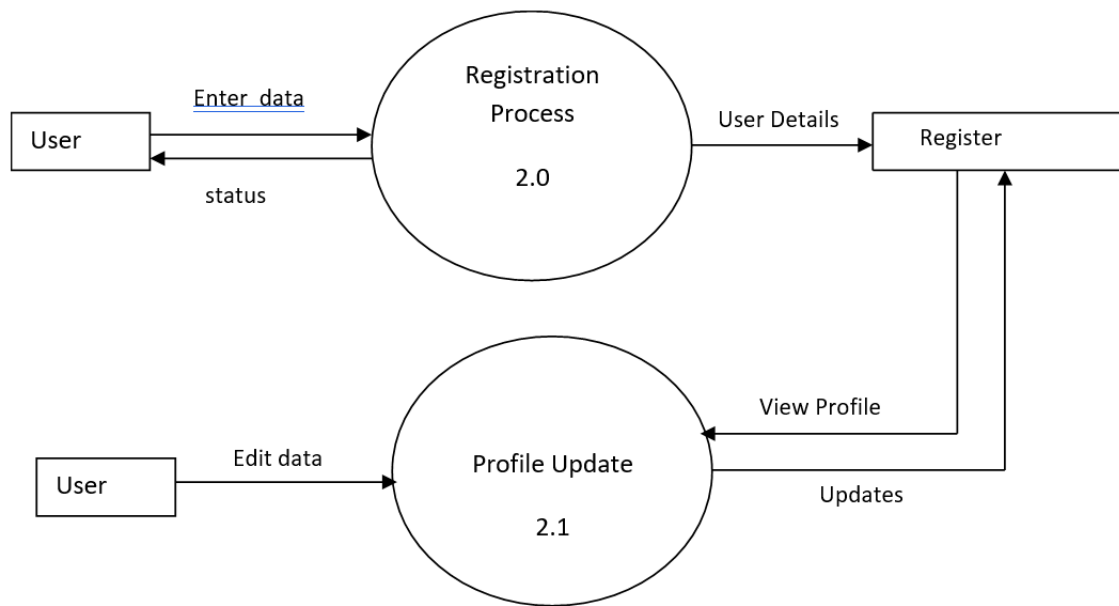 Registration
Process
2.0
Enter data
User
status
User Details
Register
View Profile
Edit data
User
Profile Update
2.1
Updates